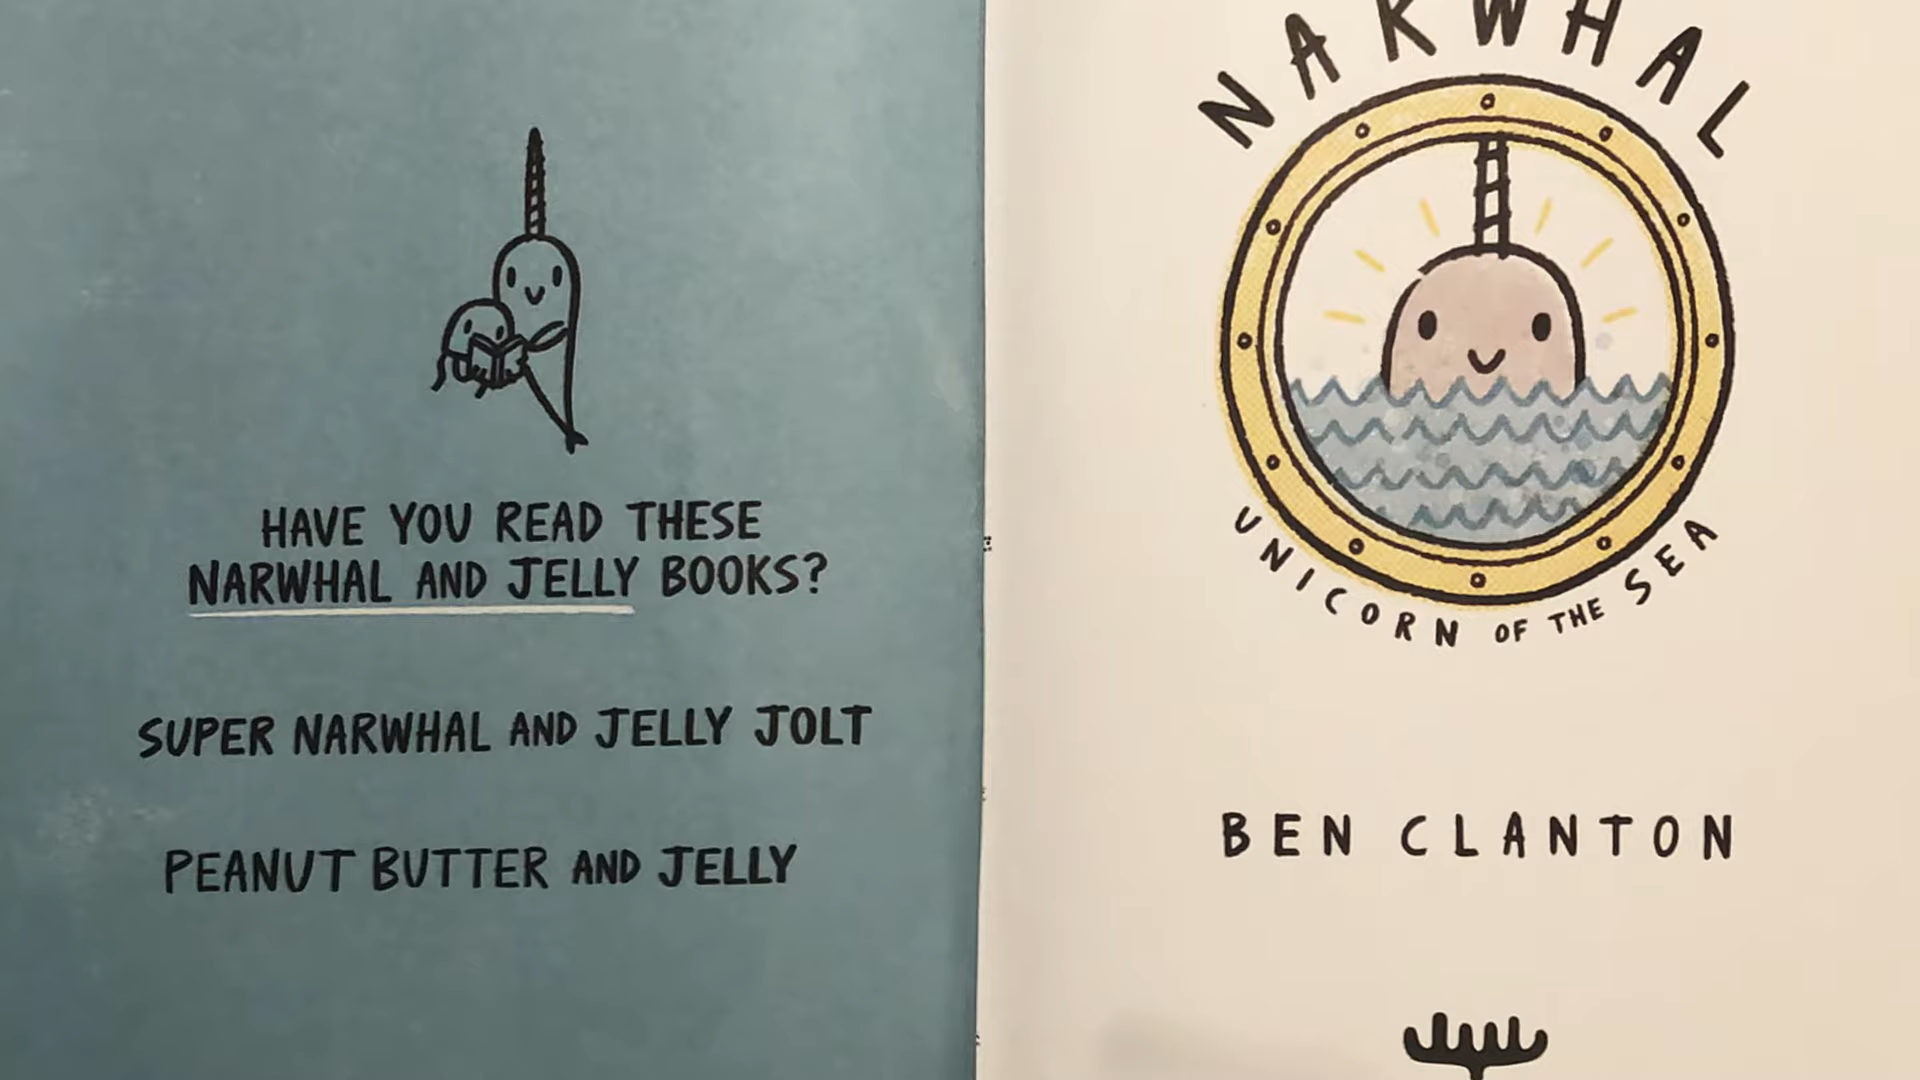 HAVE YOU READ THESE
NARWHAL AND JELLY BOOKS?
SUPER NARWHAL AND JELLY JOLT
PEANUT BUTTER AND JELLY
NARWHAL
UNICORN OF THE SEA
BEN CLANTON